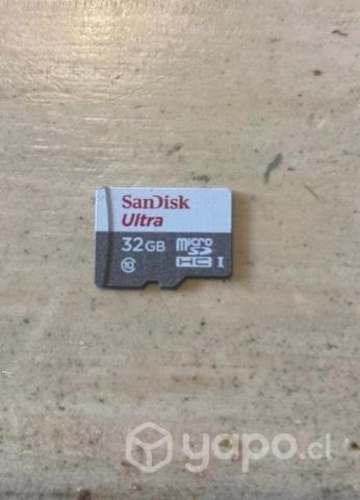 SanDisk
Ultra
32GB micro SD HC I
10
yapo.cl